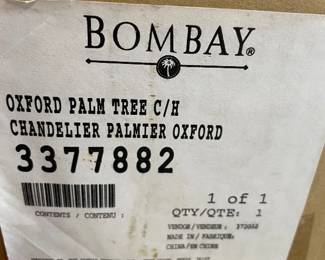 BOMBAY®
OXFORD PALM TREE C/H
CHANDELIER PALMIER OXFORD
3377882
1 of 1
CONTENTS / CONTENU :
QTY/QTE: 1
VENDOR/VENDEUR :
MADE IN / FABRIQUE EN :
CHINA/EN CHINE